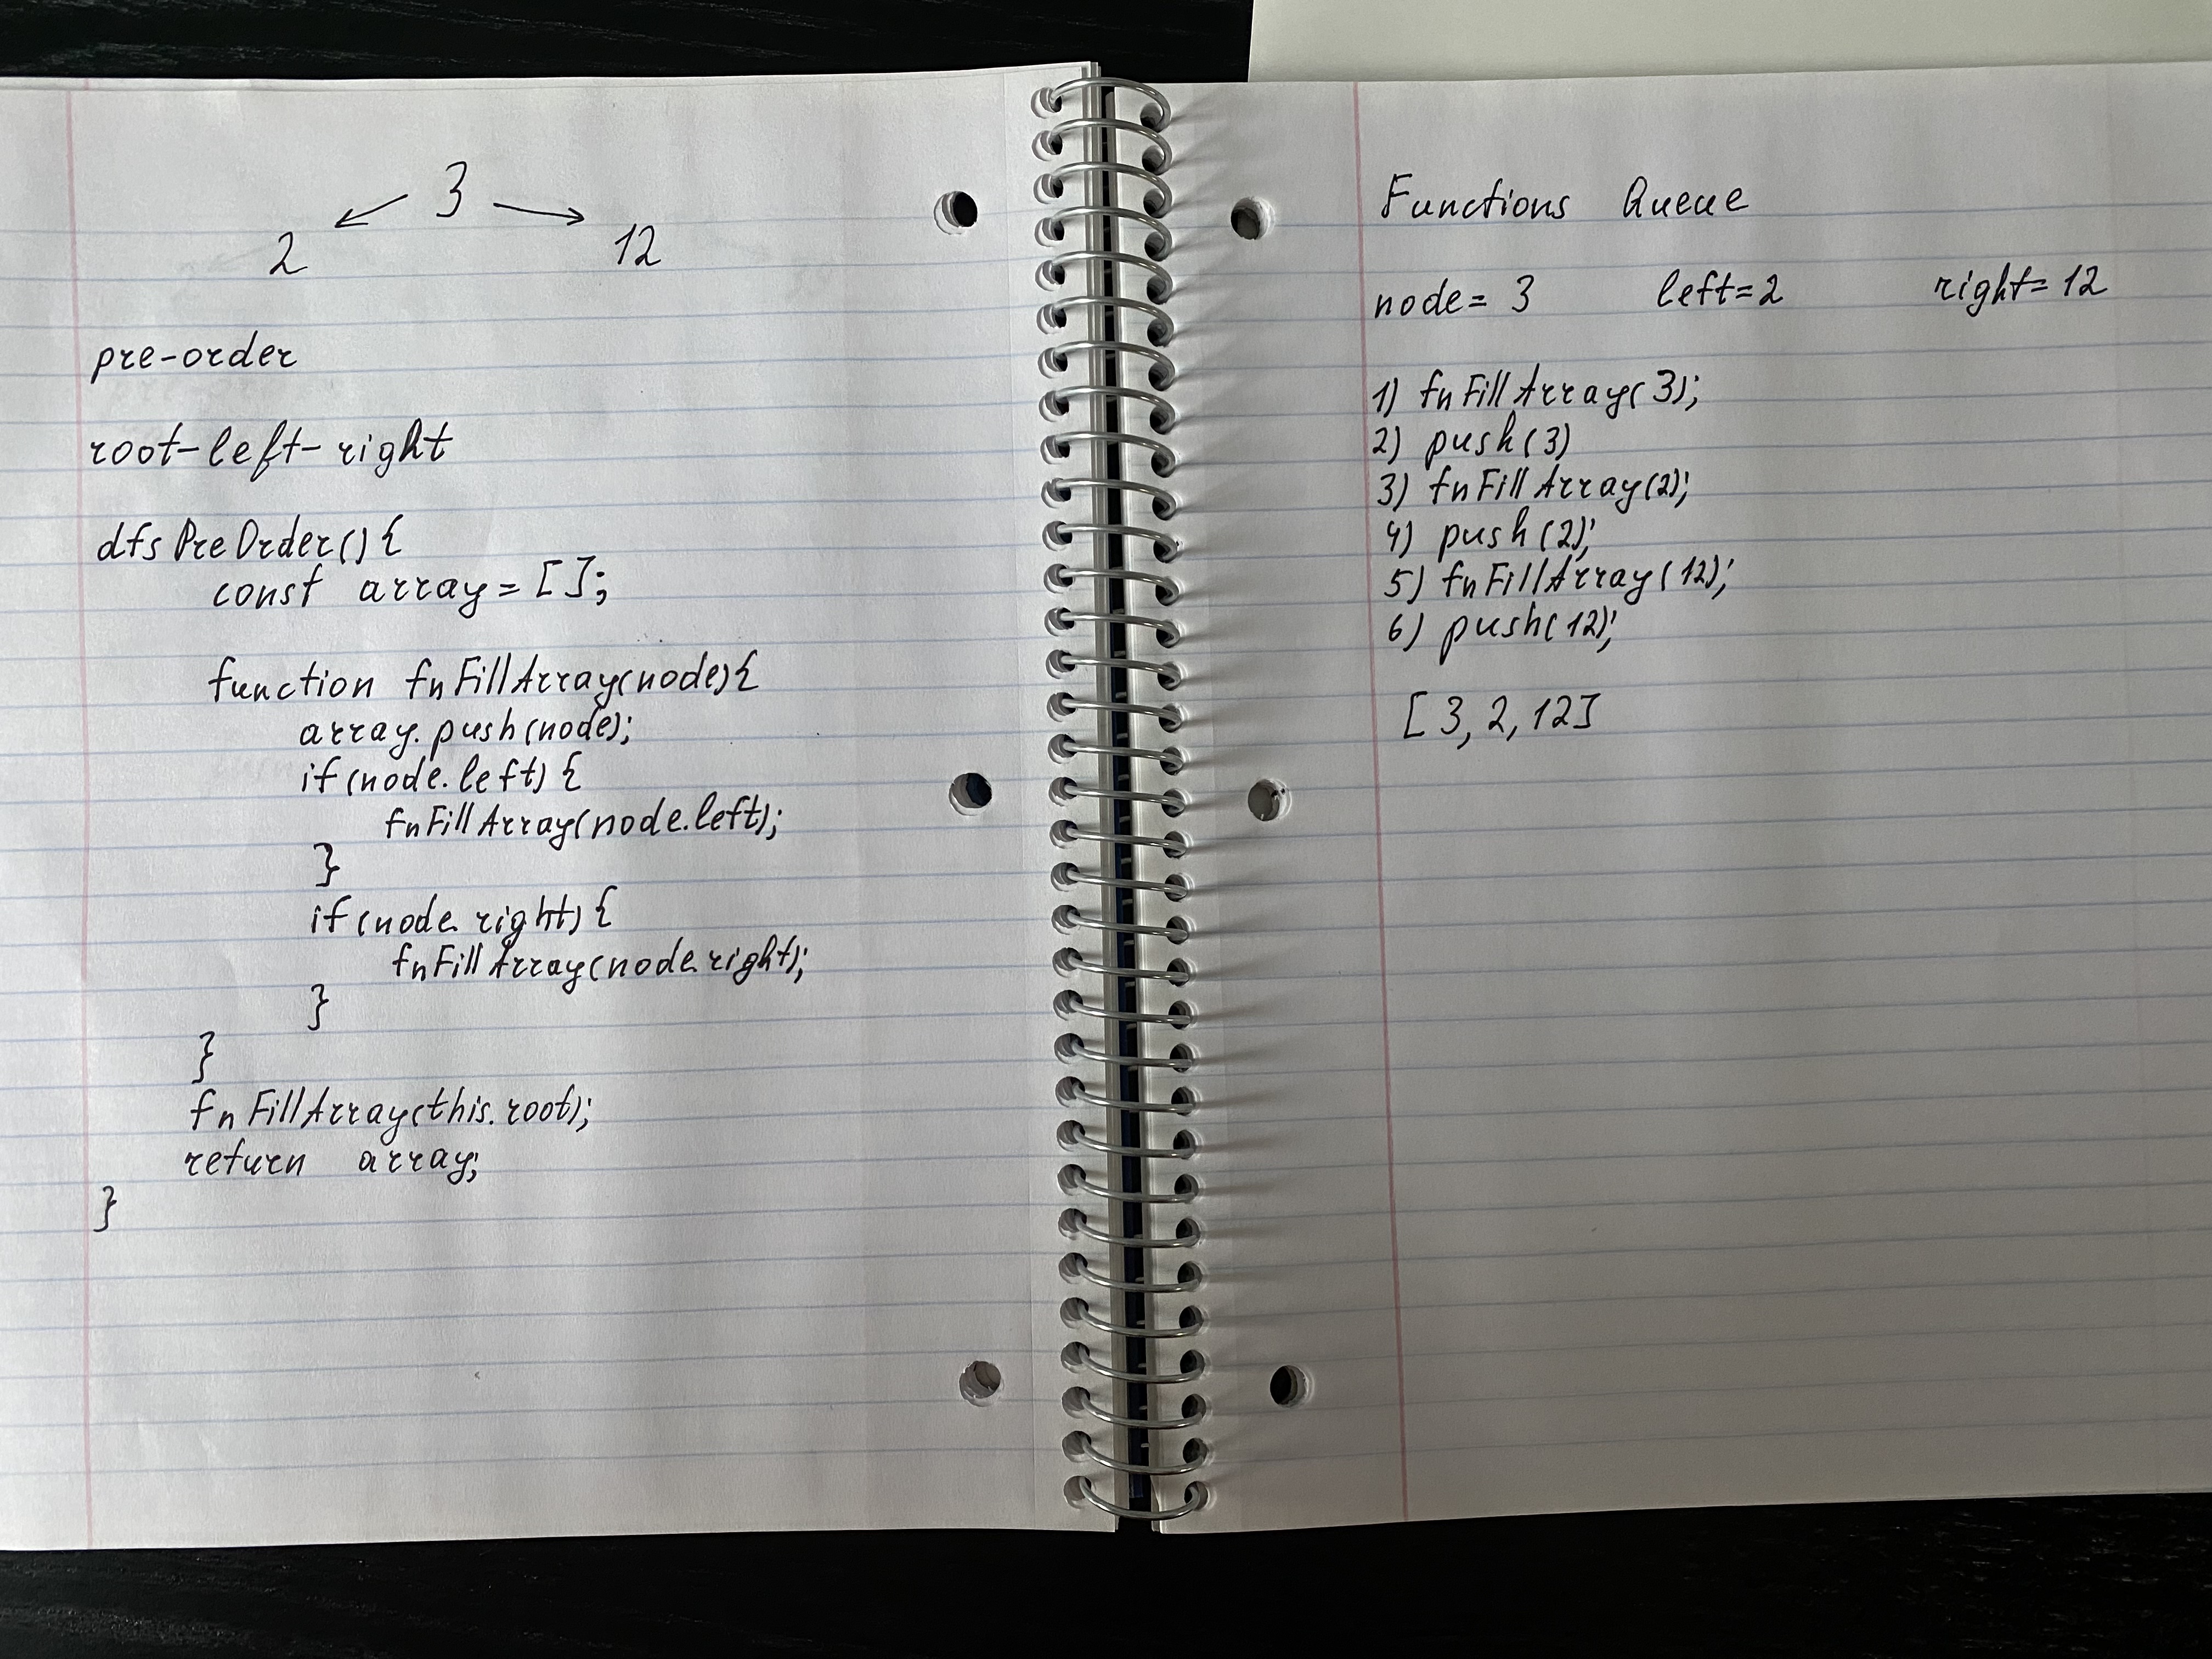 3
2 12
pre-order
root-left-right
dfsPreOrder(){
const array = [];
function fnFillArray(node){
array.push(node);
if(node.left){
fnFillArray(node.left);
}
if(node.right){
fnFillArray(node.right);
}
}
fnFillArray(this.root);
return array;
}
Functions Queue
node= 3 left=2 right=12
1) fnFillArray(3);
2) push(3)
3) fnFillArray(2);
4) push(2);
5) fnFillArray(12);
6) push(12);
[3, 2, 12]